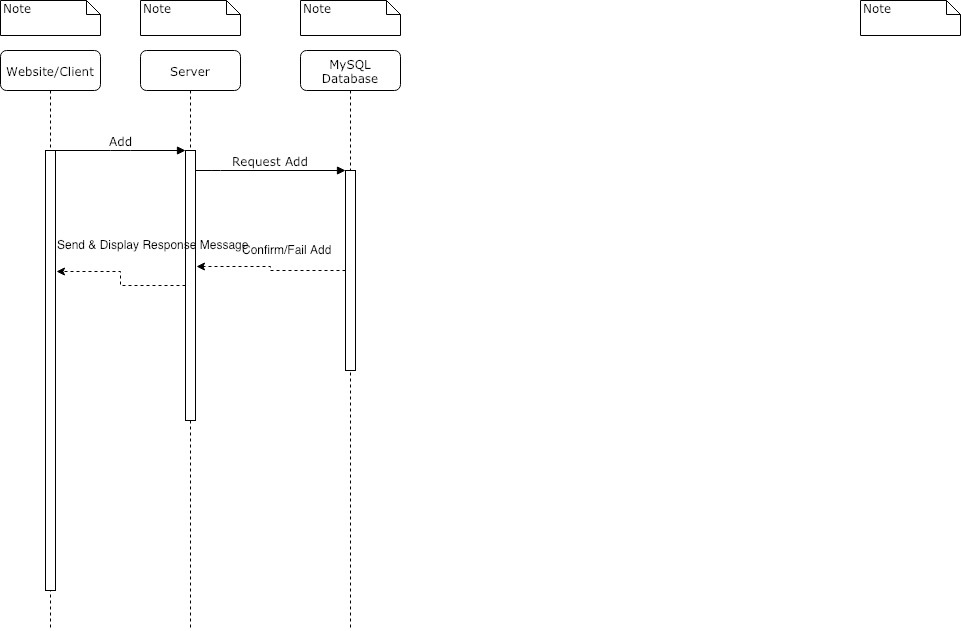 Note
Note
Note
Note
Website/Client
Server
MySQL
Database
Add
Request Add
Send & Display Response Message
Confirm/Fail Add